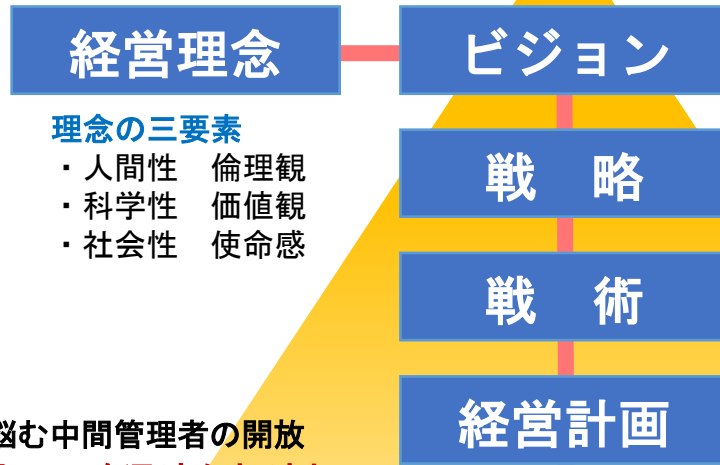 経営理念
ビジョン
理念の三要素
・人間性　倫理観
・科学性　価値観
・社会性　使命感
戦　略
戦　術
経営計画
悩む中間管理者の開放